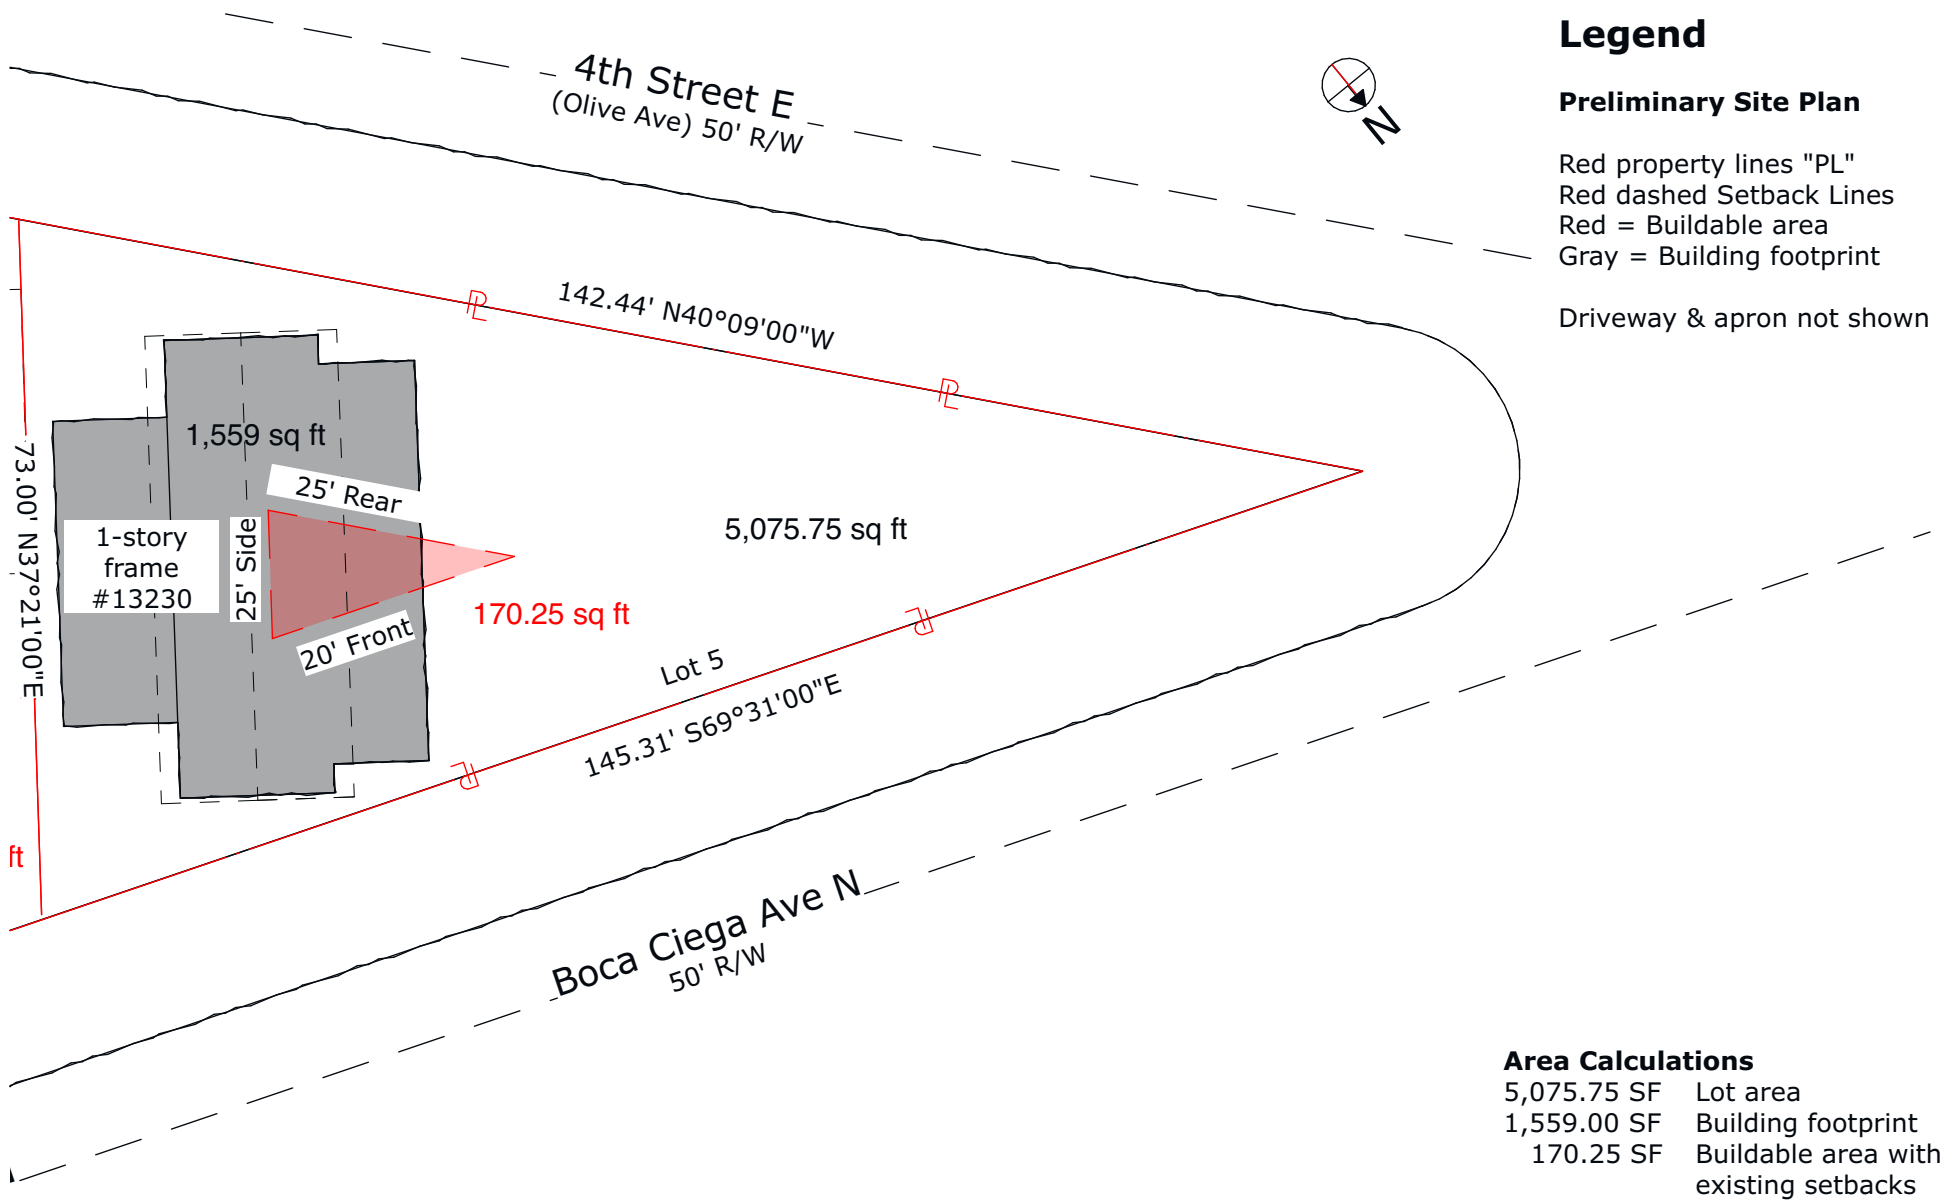 Legend
Preliminary Site Plan
Red property lines "PL"
Red dashed Setback Lines
Red = Buildable area
Gray = Building footprint
Driveway & apron not shown
N
4th Street E
(Olive Ave) 50' R/W
PL
142.44' N40°09'00"W
PL
73.00' N37°21'00"E
1,559 sq ft
25' Rear
1-story
frame
#13230
25' Side
20' Front
5,075.75 sq ft
170.25 sq ft
Lot 5
145.31' S69°31'00"E
PL
PL
ft
Boca Ciega Ave N
50' R/W
Area Calculations
5,075.75 SF Lot area
1,559.00 SF Building footprint
170.25 SF Buildable area with
existing setbacks